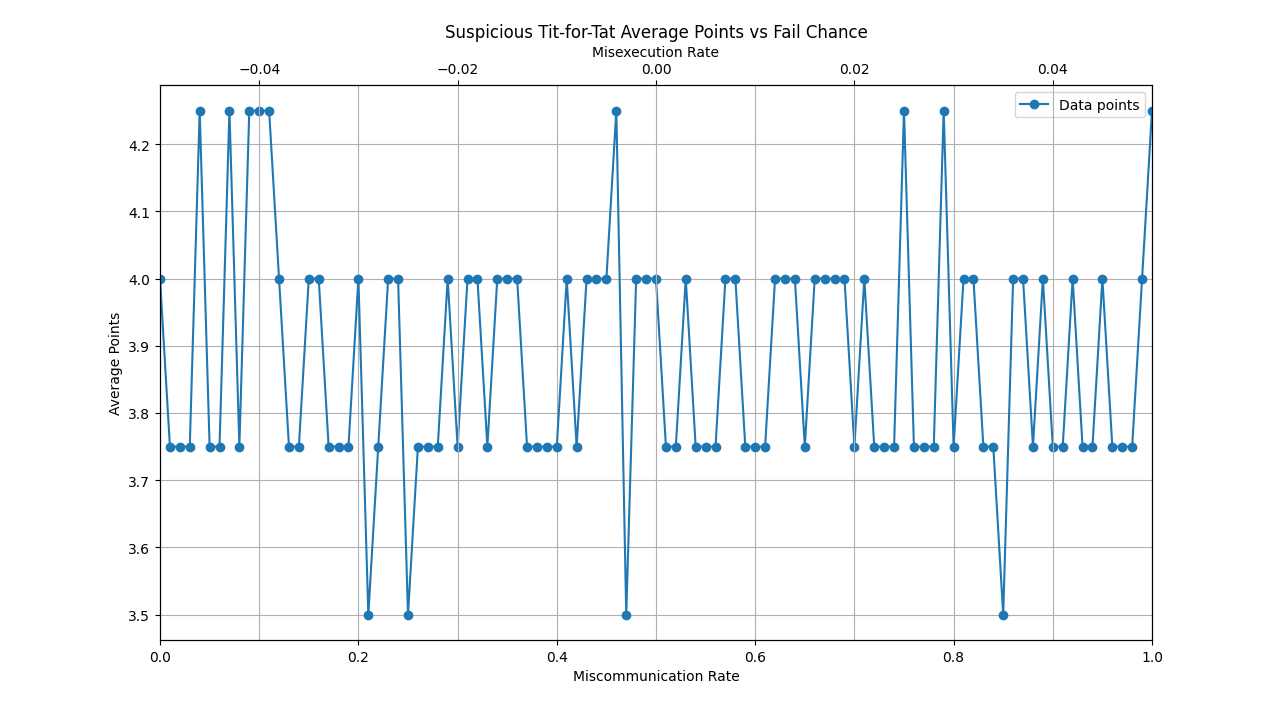 Suspicious Tit-for-Tat Average Points vs Fail Chance
Misexecution Rate
−0.04 −0.02 0.00 0.02 0.04
Data points
4.2
4.1
4.0
3.9
3.8
3.7
3.6
3.5
Average Points
0.0 0.2 0.4 0.6 0.8 1.0
Miscommunication Rate